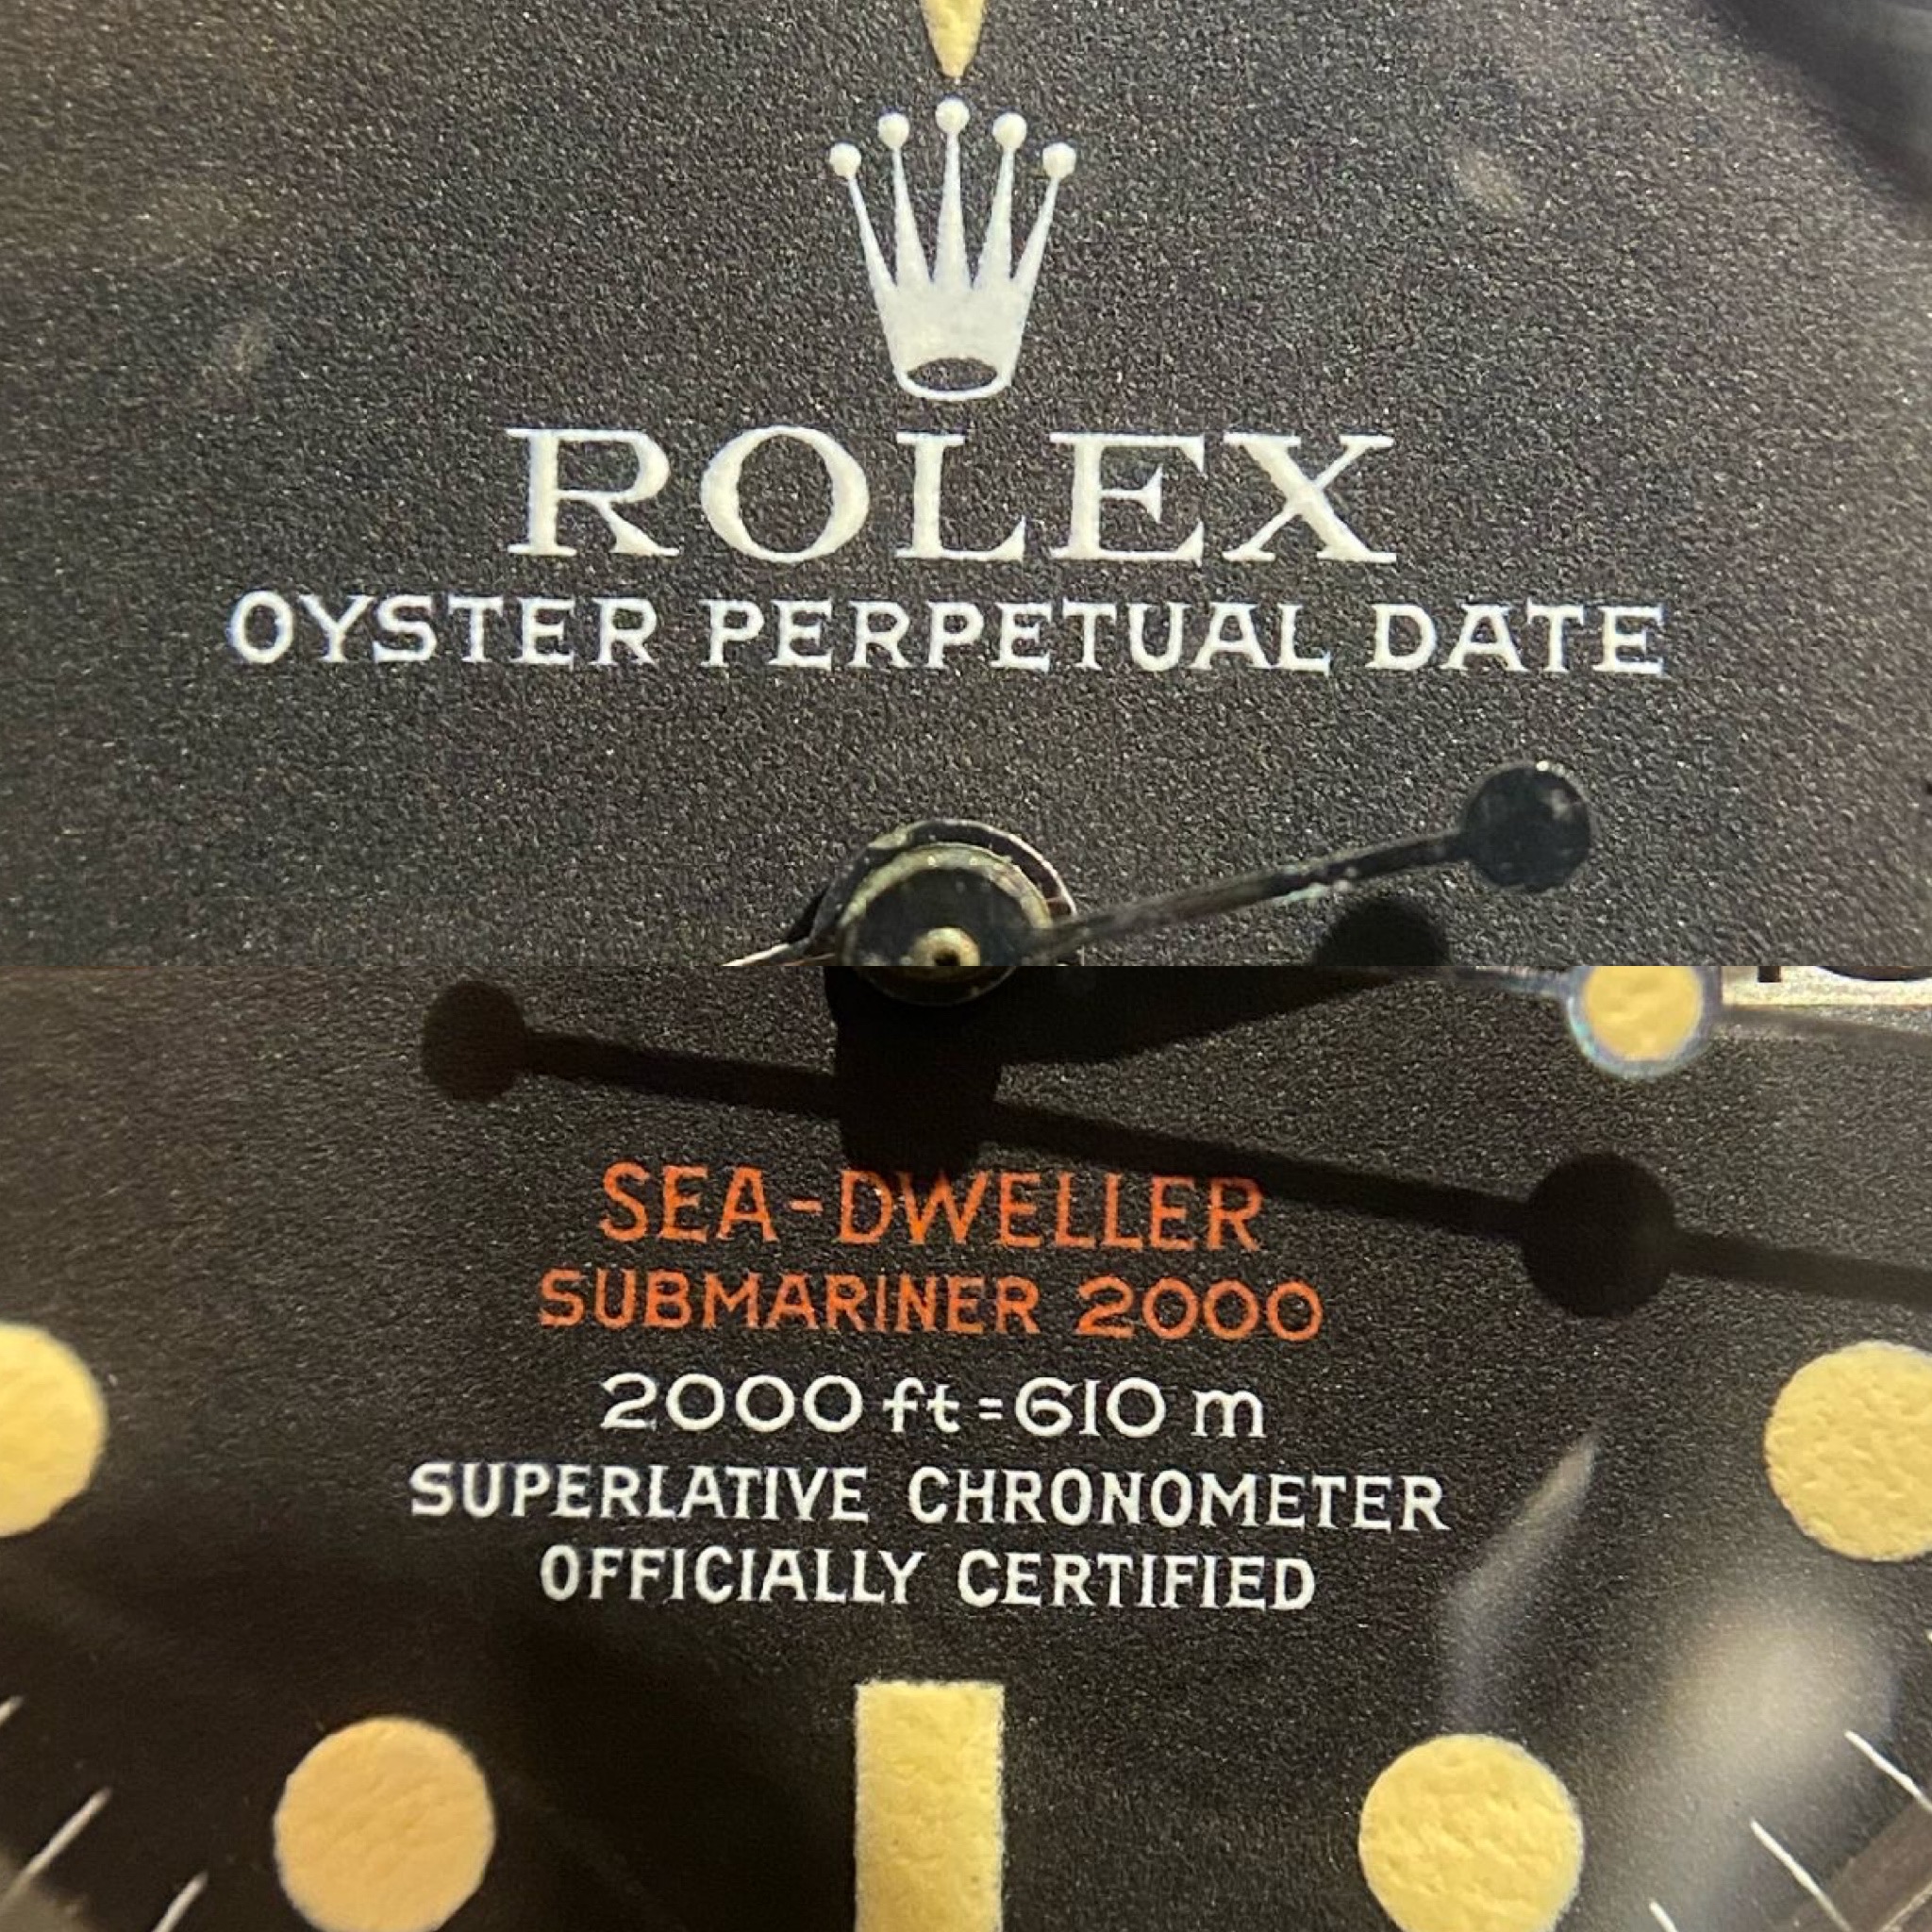 ROLEX
OYSTER PERPETUAL DATE
SEA-DWELLER
SUBMARINER 2000
2000 ft = 610 m
SUPERLATIVE CHRONOMETER
OFFICIALLY CERTIFIED